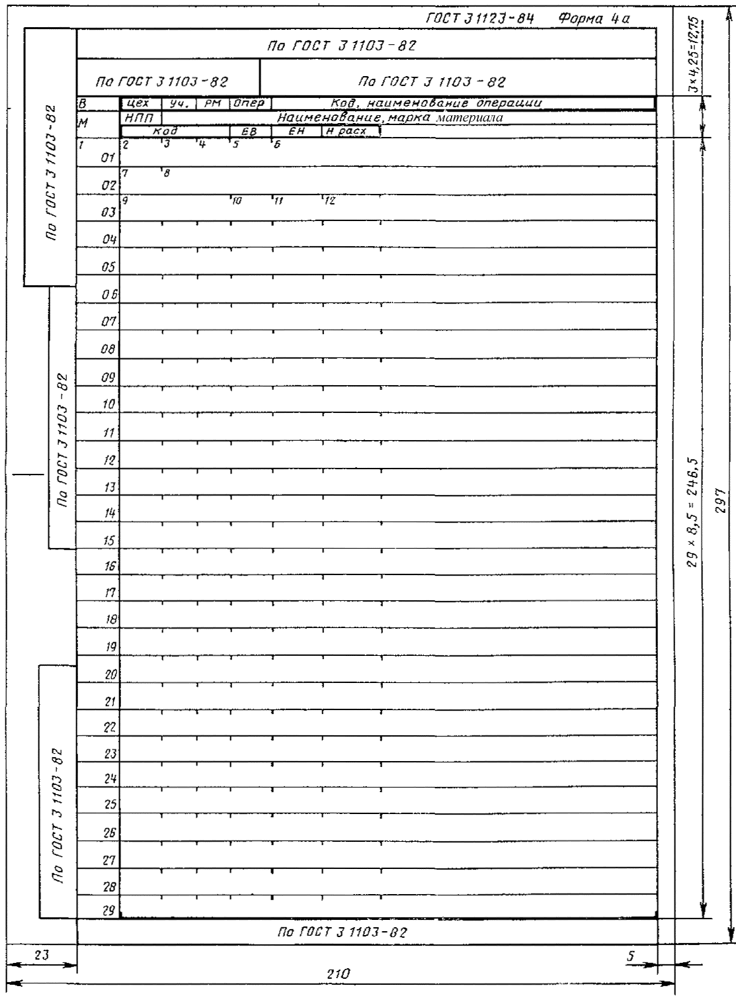 ГОСТ 3 1123-84 Форма 4а
По ГОСТ 3 1103-82
По ГОСТ 3 1103-82
По ГОСТ 3 1103-82
В Цех Уч. РМ Опер Код, наименование операции
М НПП Наименование, марка материала
Код ЕВ ЕН Н расх
1 2 3 4 5 6
01
7 8
02
9 10 11 12
03
04
05
06
07
08
09
10
11
12
13
14
15
16
17
18
19
20
21
22
23
24
25
26
27
28
29
По ГОСТ 3 1103-82
По ГОСТ 3 1103-82
По ГОСТ 3 1103-82
По ГОСТ 3 1103-82
3×4,25=12,75
29 × 8,5 = 246,5
297
23
5
210